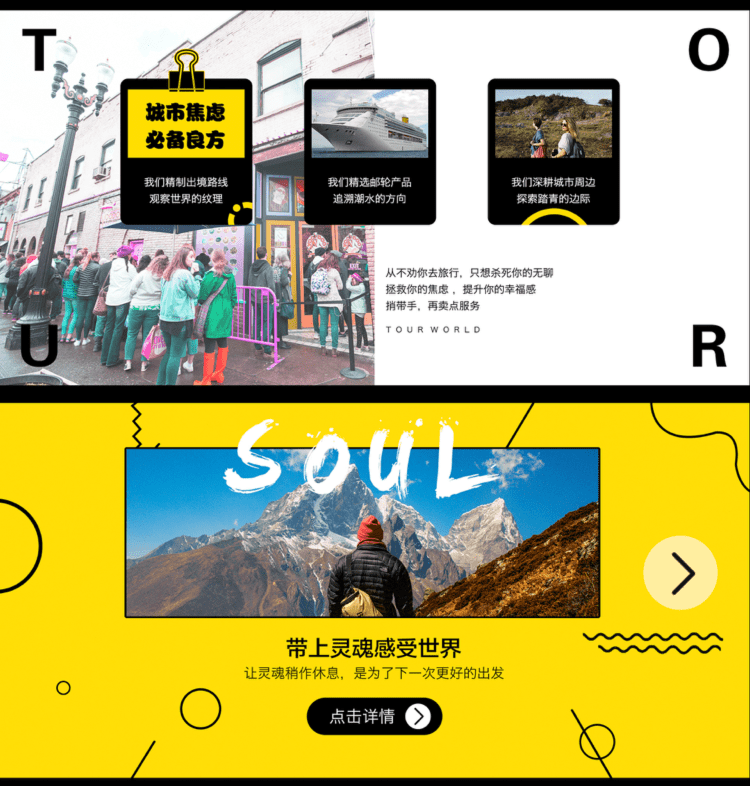 T
O
城市焦虑
必备良方
我们精制出境路线
观察世界的纹理
我们精选邮轮产品
追溯潮水的方向
我们深耕城市周边
探索踏青的边际
从不劝你去旅行，只想杀死你的无聊
拯救你的焦虑 ，提升你的幸福感
捎带手，再卖点服务
TOUR WORLD
U
R
SOUL
带上灵魂感受世界
让灵魂稍作休息，是为了下一次更好的出发
点击详情